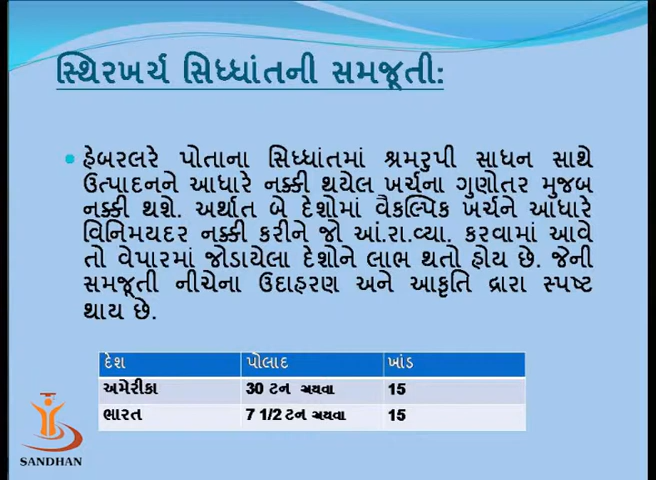 સ્થિરખર્ચ સિધ્ધાંતની સમજૂતી:
હેબરલરે પોતાના સિધ્ધાંતમાં શ્રમરુપી સાધન સાથે
ઉત્પાદનને આધારે નક્કી થયેલ ખર્ચના ગુણોતર મુજબ
નક્કી થશે. અર્થાત બે દેશોમાં વૈકલ્પિક ખર્ચને આધારે
વિનિમયદર નક્કી કરીને જો આં.રા.વ્યા. કરવામાં આવે
તો વેપારમાં જોડાયેલા દેશોને લાભ થતો હોય છે. જેની
સમજૂતી નીચેના ઉદાહરણ અને આકૃતિ દ્રારા સ્પષ્ટ
થાય છે.
દેશ પોલાદ ખાંડ
અમેરીકા 30 ટન અથવા 15
ભારત 7 1/2 ટન અથવા 15
SANDHAN